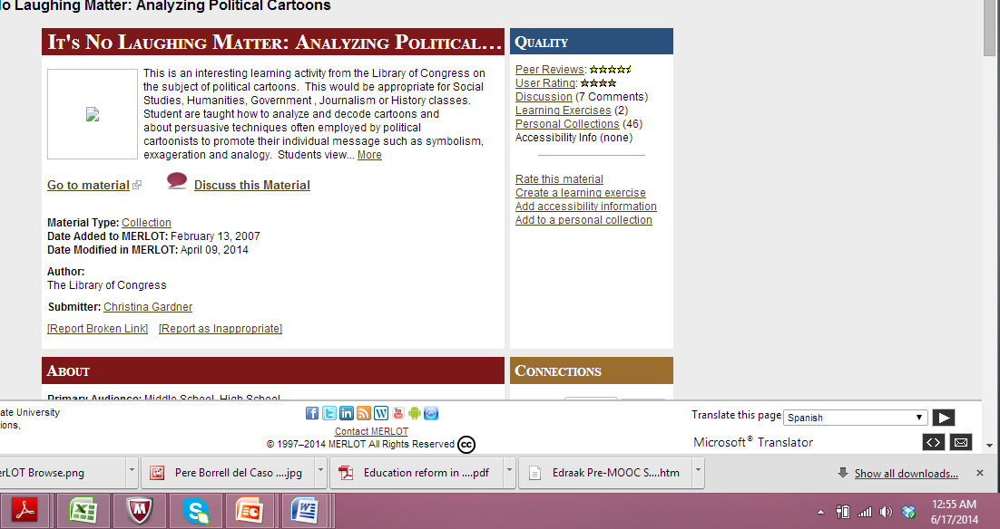 o Laughing Matter: Analyzing Political Cartoons
It's No Laughing Matter: Analyzing Political...
This is an interesting learning activity from the Library of Congress on
the subject of political cartoons.  This would be appropriate for Social
Studies, Humanities, Government , Journalism or History classes.
Student are taught how to analyze and decode cartoons and
about persuasive techniques often employed by political
cartoonists to promote their individual message such as symbolism,
exxageration and analogy.  Students view... More
Go to material
Discuss this Material
Material Type: Collection
Date Added to MERLOT: February 13, 2007
Date Modified in MERLOT: April 09, 2014
Author:
The Library of Congress
Submitter: Christina Gardner
[Report Broken Link] [Report as Inappropriate]
Quality
Peer Reviews:
User Rating:
Discussion (7 Comments)
Learning Exercises (2)
Personal Collections (46)
Accessibility Info (none)
Rate this material
Create a learning exercise
Add accessibility information
Add to a personal collection
About
Primary Audience: Middle School, High School
Connections
ate University
ions,
Contact MERLOT
© 1997–2014 MERLOT All Rights Reserved cc
Translate this page Spanish
Microsoft® Translator
erLOT Browse.png
Pere Borrell del Caso ....jpg
Education reform in ....pdf
Edraak Pre-MOOC S....htm
Show all downloads...
12:55 AM
6/17/2014